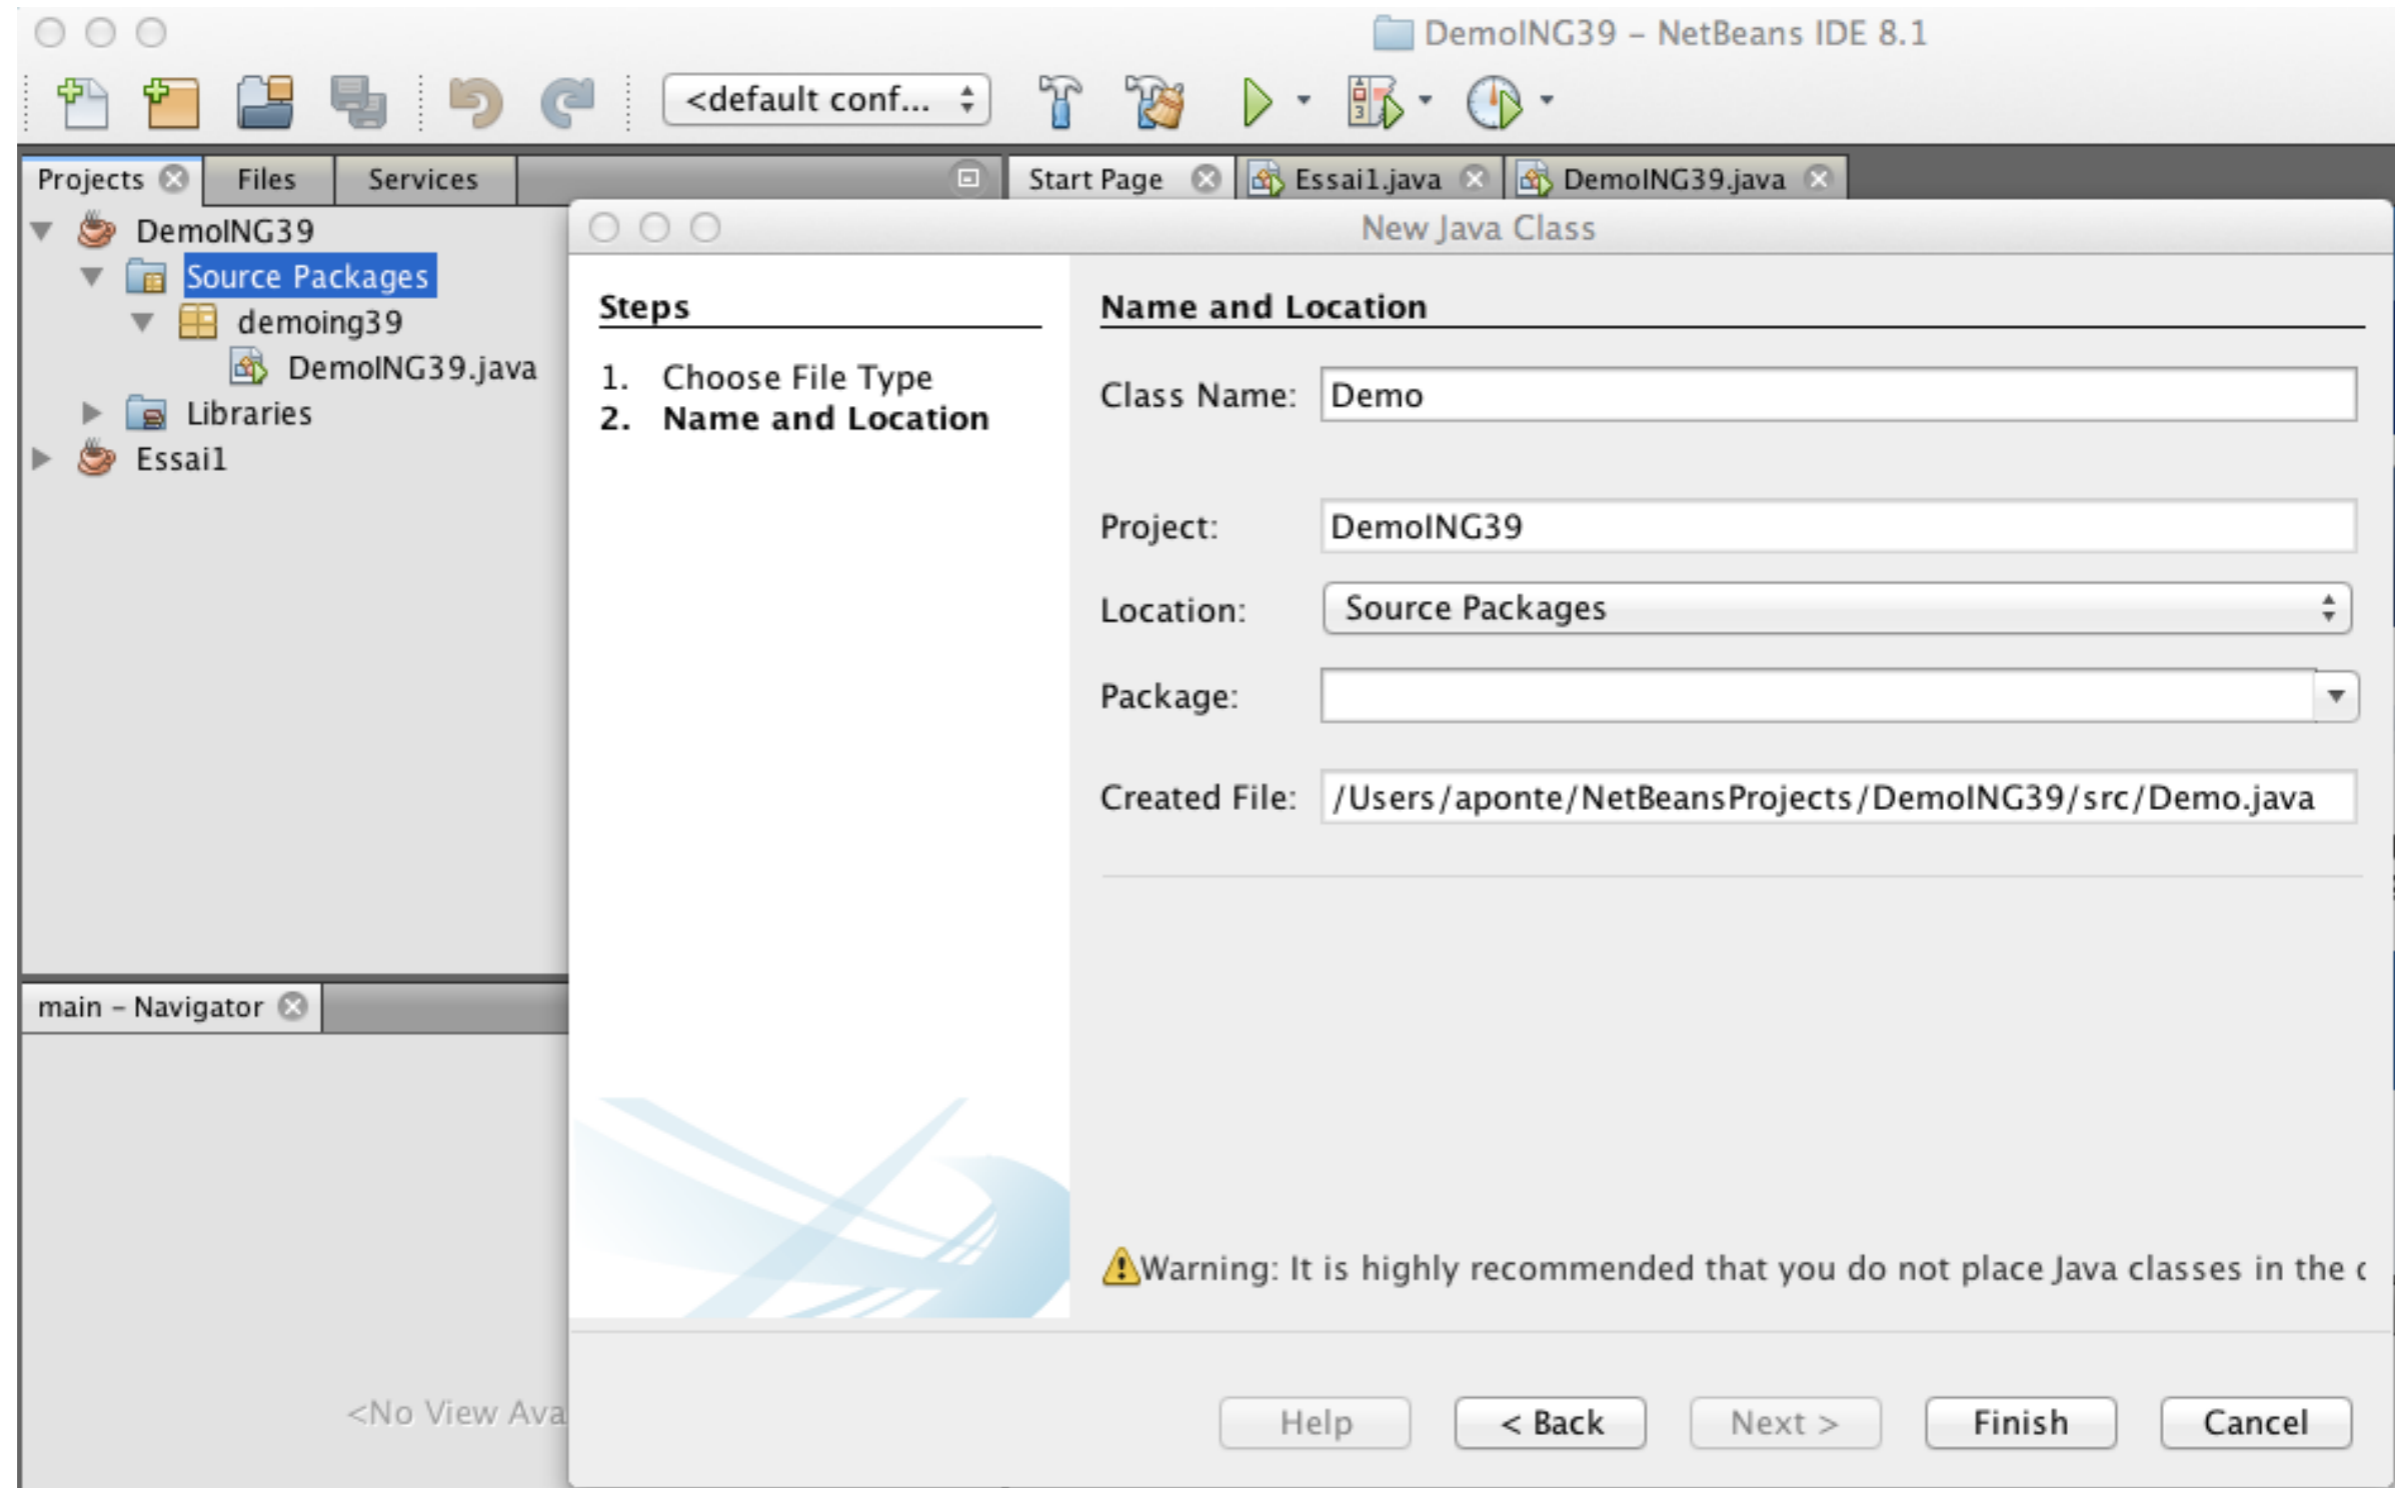 DemoING39 – NetBeans IDE 8.1
<default conf...
Projects
Files
Services
Start Page
Essai1.java
DemoING39.java
DemoING39
Source Packages
demoing39
DemoING39.java
Libraries
Essai1
main – Navigator
<No View Ava
New Java Class
Steps
1. Choose File Type
2. Name and Location
Name and Location
Class Name: Demo
Project: DemoING39
Location: Source Packages
Package:
Created File: /Users/aponte/NetBeansProjects/DemoING39/src/Demo.java
Warning: It is highly recommended that you do not place Java classes in the
Help
< Back
Next >
Finish
Cancel